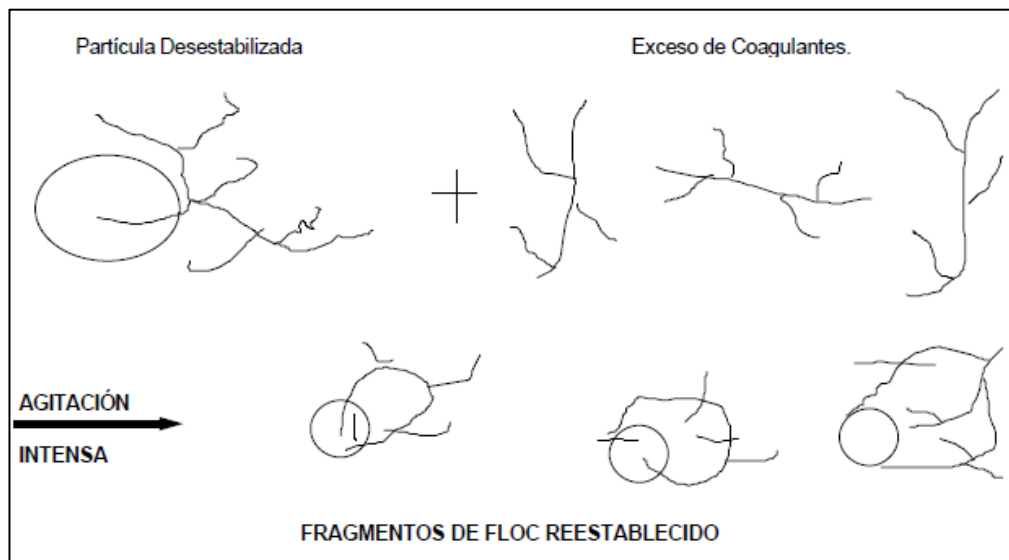 Partícula Desestabilizada
Exceso de Coagulantes.
AGITACIÓN
INTENSA
FRAGMENTOS DE FLOC REESTABLECIDO